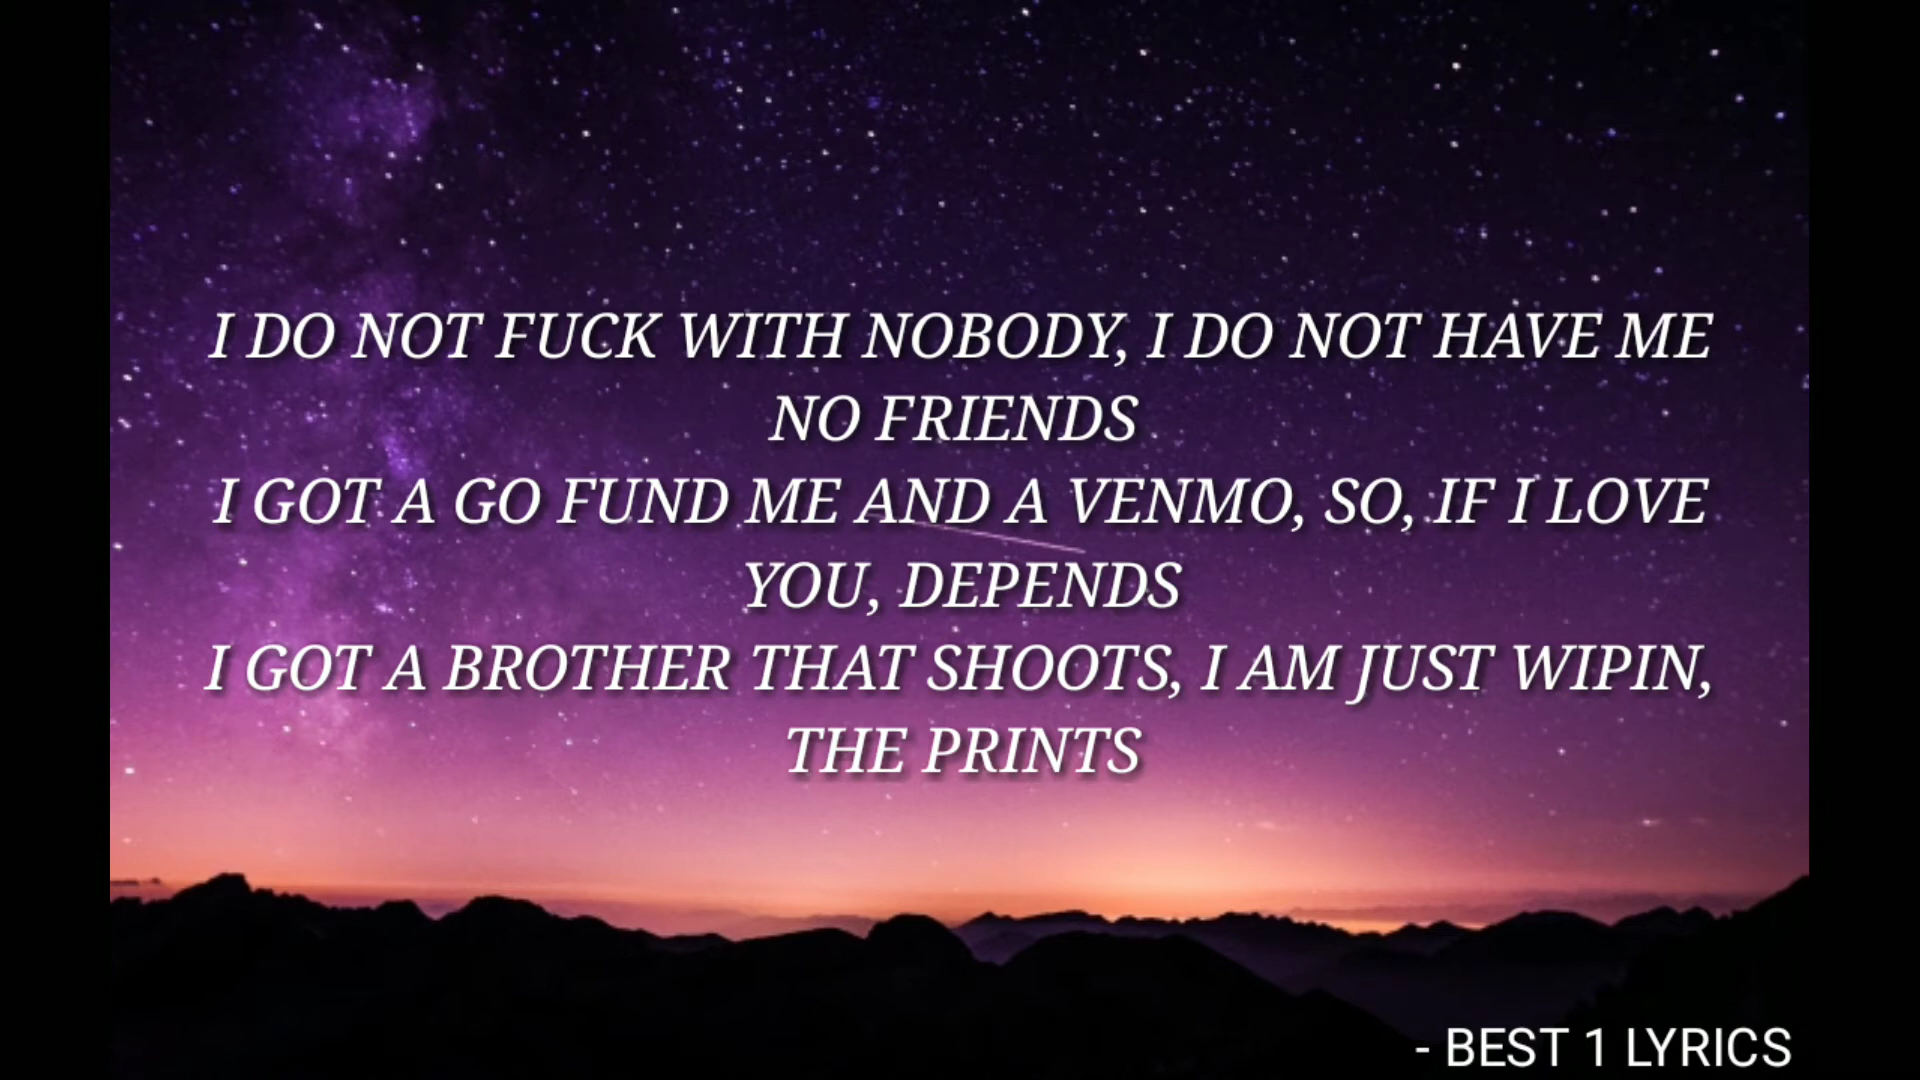 I DO NOT FUCK WITH NOBODY, I DO NOT HAVE ME
NO FRIENDS
I GOT A GO FUND ME AND A VENMO, SO, IF I LOVE
YOU, DEPENDS
I GOT A BROTHER THAT SHOOTS, I AM JUST WIPIN,
THE PRINTS
- BEST 1 LYRICS